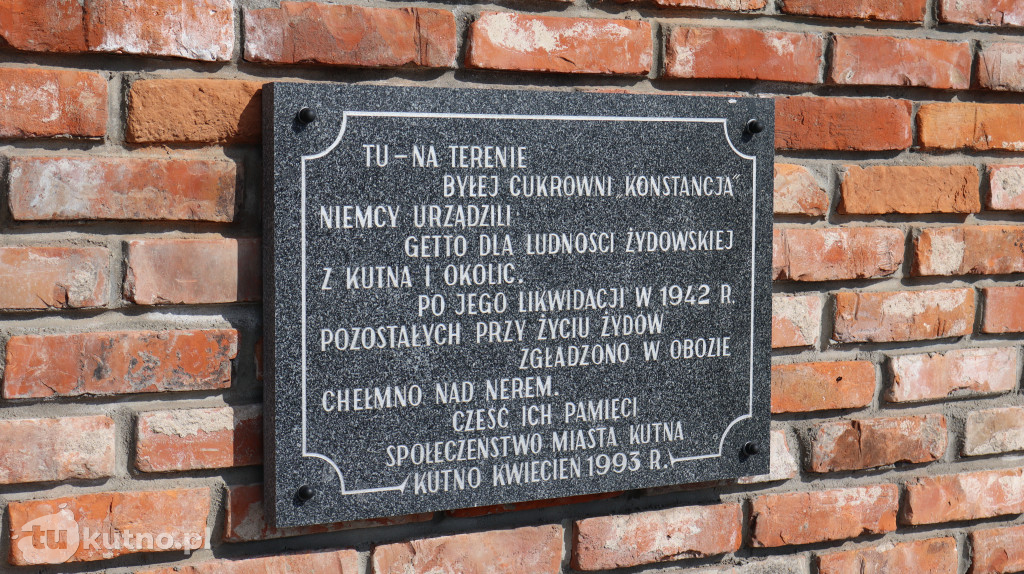 TU – NA TERENIE
BYŁEJ CUKROWNI „KONSTANCJA"
NIEMCY URZĄDZILI
GETTO DLA LUDNOŚCI ŻYDOWSKIEJ
Z KUTNA I OKOLIC.
PO JEGO LIKWIDACJI W 1942 R.
POZOSTAŁYCH PRZY ŻYCIU ŻYDÓW
ZGŁADZONO W OBOZIE
CHEŁMNO NAD NEREM.
CZEŚĆ ICH PAMIĘCI
SPOŁECZEŃSTWO MIASTA KUTNA
KUTNO KWIECIEŃ 1993 R.
tukutno.pl